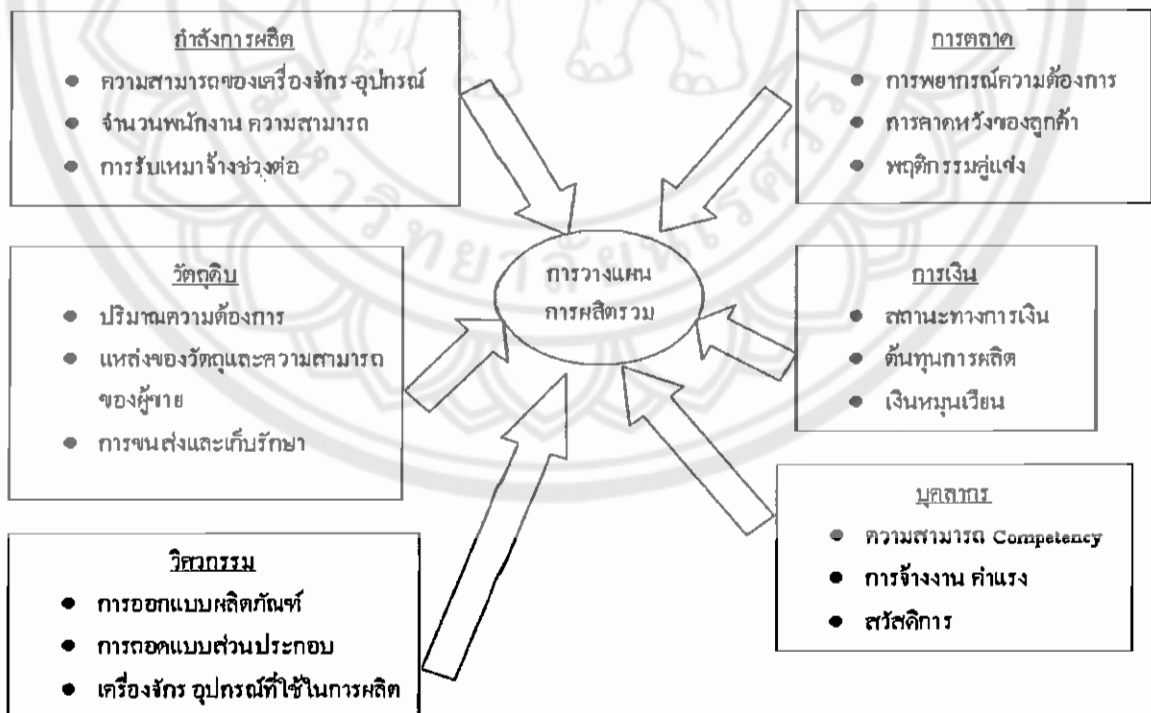 กำลังการผลิต
● ความสามารถของเครื่องจักร-อุปกรณ์
● จำนวนพนักงาน ความสามารถ
● การรับเหมาจ้างช่วงต่อ
การตลาด
● การพยากรณ์ความต้องการ
● การคาดหวังของลูกค้า
● พฤติกรรมคู่แข่ง
มหาวิทยาลัยนเรศวร
วัตถุดิบ
● ปริมาณความต้องการ
● แหล่งของวัตถุและความสามารถ
ของผู้ขาย
● การขนส่งและเก็บรักษา
การวางแผน
การผลิตรวม
การเงิน
● สถานะทางการเงิน
● ต้นทุนการผลิต
● เงินหมุนเวียน
วิศวกรรม
● การออกแบบผลิตภัณฑ์
● การถอดแบบส่วนประกอบ
● เครื่องจักร อุปกรณ์ที่ใช้ในการผลิต
บุคลากร
● ความสามารถ Competency
● การจ้างงาน ค่าแรง
● สวัสดิการ